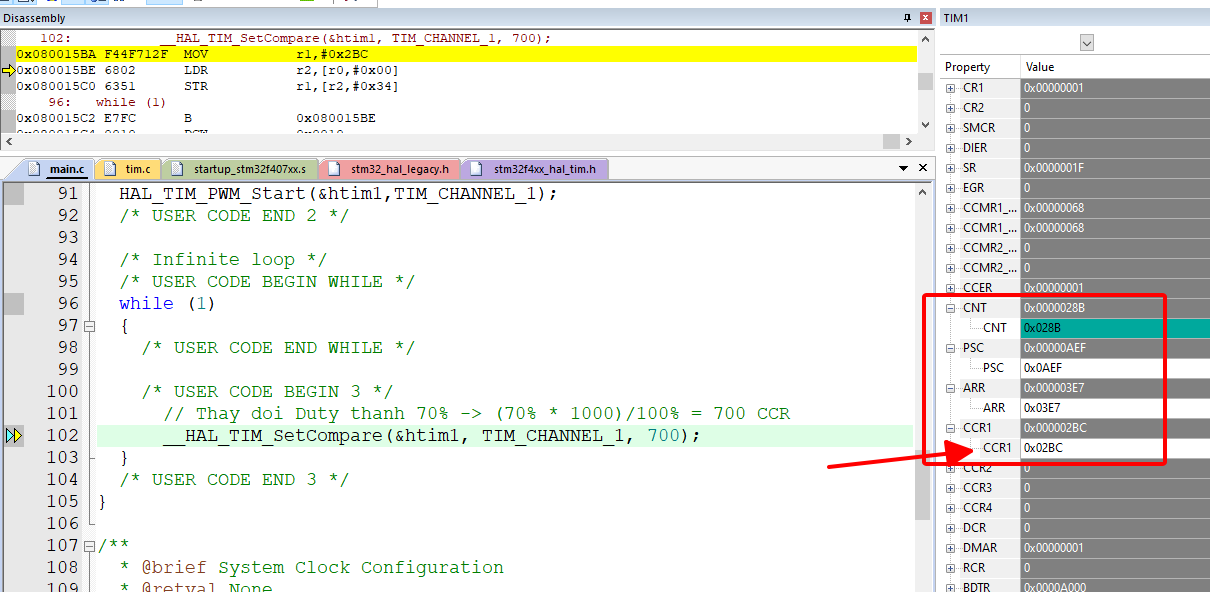 Disassembly
102: __HAL_TIM_SetCompare(&htim1, TIM_CHANNEL_1, 700);
0x080015BA F44F712F MOV r1,#0x2BC
0x080015BE 6802 LDR r2,[r0,#0x00]
0x080015C0 6351 STR r1,[r2,#0x34]
96: while (1)
0x080015C2 E7FC B 0x080015BE
main.c tim.c startup_stm32f407xx.s stm32_hal_legacy.h stm32f4xx_hal_tim.h
91 HAL_TIM_PWM_Start(&htim1,TIM_CHANNEL_1);
92 /* USER CODE END 2 */
93
94 /* Infinite loop */
95 /* USER CODE BEGIN WHILE */
96 while (1)
97 {
98 /* USER CODE END WHILE */
99
100 /* USER CODE BEGIN 3 */
101 // Thay doi Duty thanh 70% -> (70% * 1000)/100% = 700 CCR
102 __HAL_TIM_SetCompare(&htim1, TIM_CHANNEL_1, 700);
103 }
104 /* USER CODE END 3 */
105 }
106
107 /**
108 * @brief System Clock Configuration
109 * @retval None
TIM1
Property Value
CR1 0x00000001
CR2 0
SMCR 0
DIER 0
SR 0x0000001F
EGR 0
CCMR1_... 0x00000068
CCMR1_... 0x00000068
CCMR2_... 0
CCMR2_... 0
CCER 0x00000001
CNT 0x0000028B
CNT 0x028B
PSC 0x00000AEF
PSC 0x0AEF
ARR 0x000003E7
ARR 0x03E7
CCR1 0x000002BC
CCR1 0x02BC
CCR2 0
CCR3 0
CCR4 0
DCR 0
DMAR 0x00000001
RCR 0
BDTR 0x0000A000